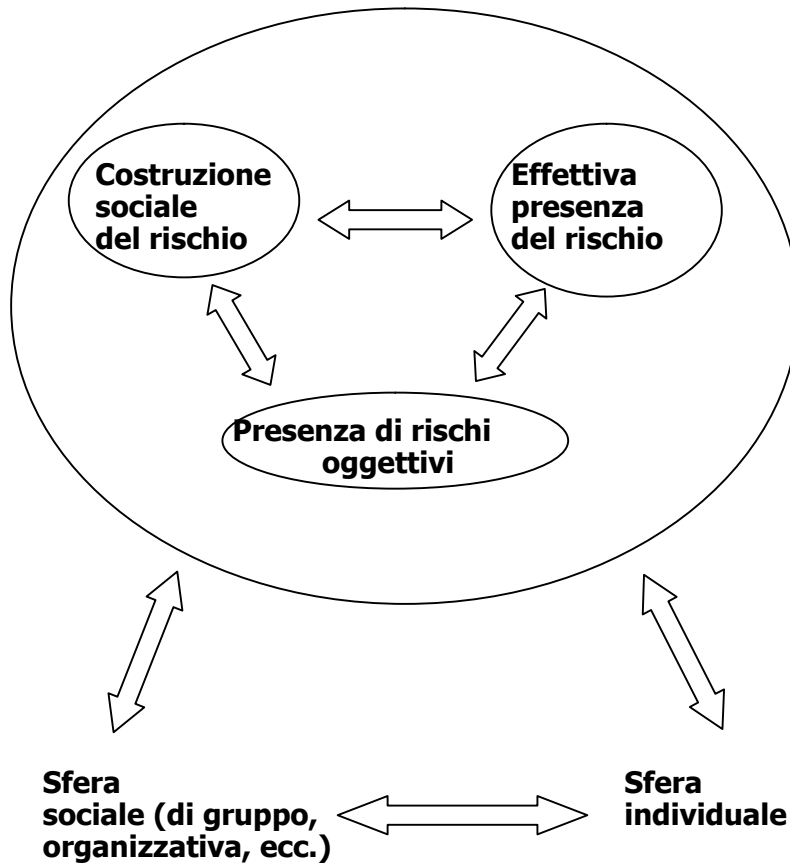 Costruzione
sociale
del rischio
Effettiva
presenza
del rischio
Presenza di rischi
oggettivi
Sfera
sociale (di gruppo,
organizzativa, ecc.)
Sfera
individuale